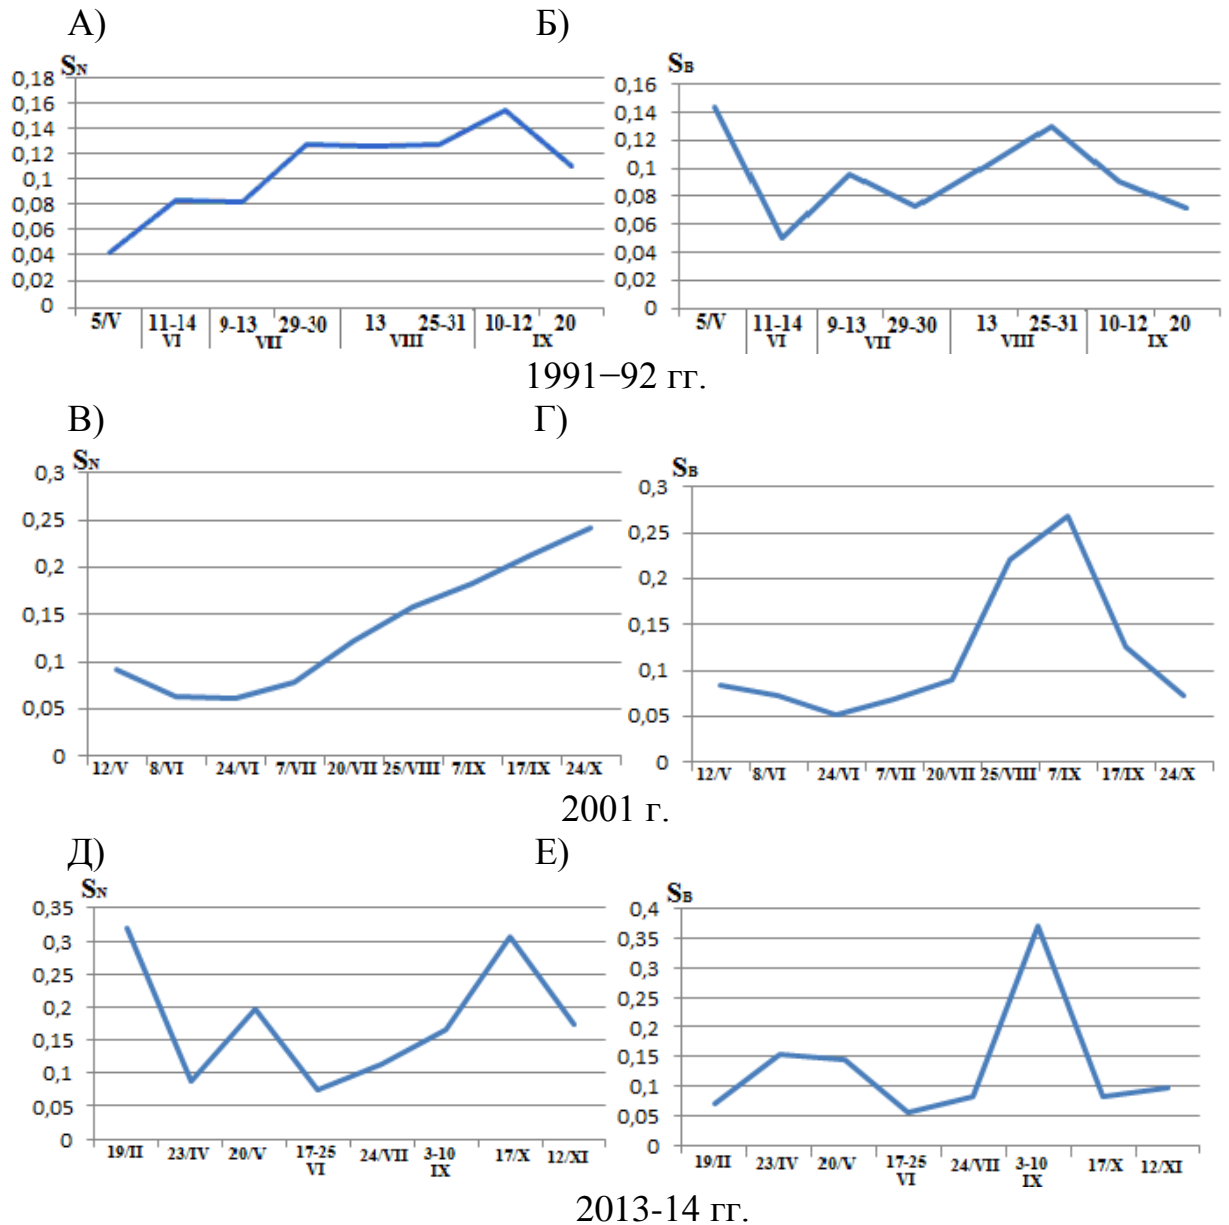 А)
Б)
SN
SB
0,18
0,16
0,14
0,12
0,1
0,08
0,06
0,04
0,02
0
5/V 11-14 9-13 29-30 13 25-31 10-12 20
VI VII VIII IX
0,16
0,14
0,12
0,1
0,08
0,06
0,04
0,02
0
5/V 11-14 9-13 29-30 13 25-31 10-12 20
VI VII VIII IX
1991−92 гг.
В)
Г)
SN
SB
0,3
0,25
0,2
0,15
0,1
0,05
0
12/V 8/VI 24/VI 7/VII 20/VII 25/VIII 7/IX 17/IX 24/X
0,3
0,25
0,2
0,15
0,1
0,05
0
12/V 8/VI 24/VI 7/VII 20/VII 25/VIII 7/IX 17/IX 24/X
2001 г.
Д)
Е)
SN
SB
0,35
0,3
0,25
0,2
0,15
0,1
0,05
0
19/II 23/IV 20/V 17-25 24/VII 3-10 17/X 12/XI
VI IX
0,4
0,35
0,3
0,25
0,2
0,15
0,1
0,05
0
19/II 23/IV 20/V 17-25 24/VII 3-10 17/X 12/XI
VI IX
2013-14 гг.